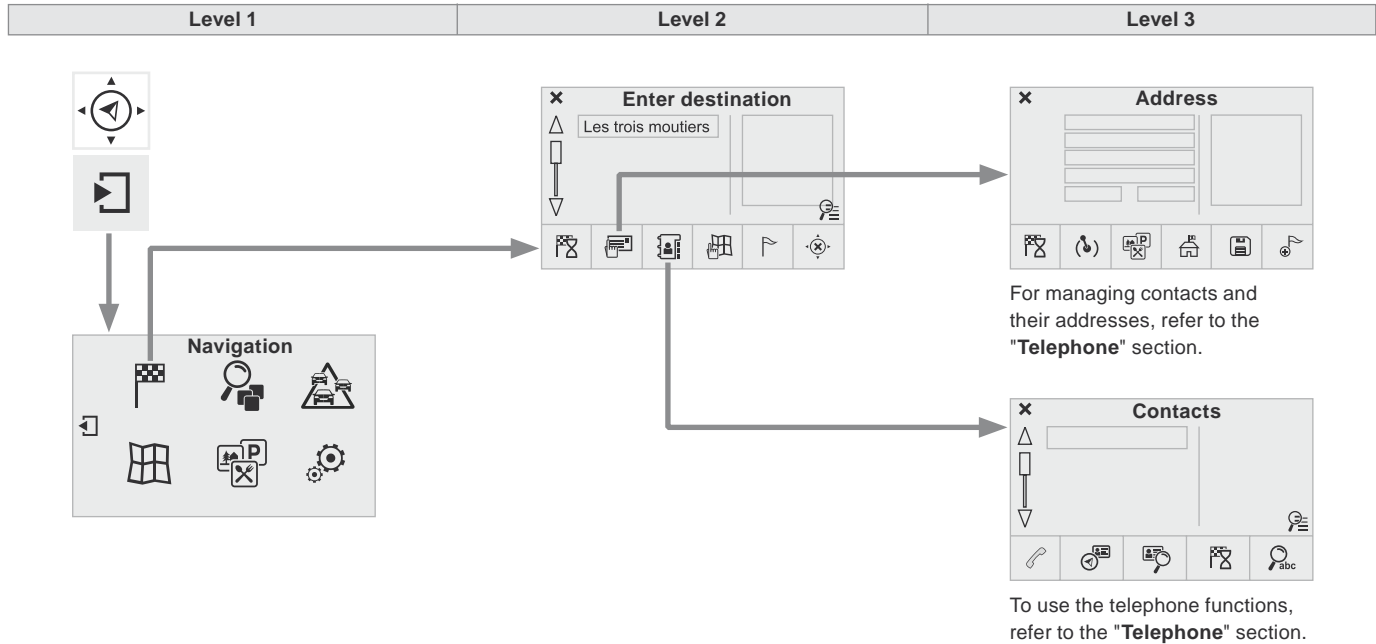 Level 1
Level 2
Level 3
Enter destination
Les trois moutiers
Address
P
For managing contacts and
their addresses, refer to the
"Telephone" section.
Navigation
P
Contacts
abc
To use the telephone functions,
refer to the "Telephone" section.